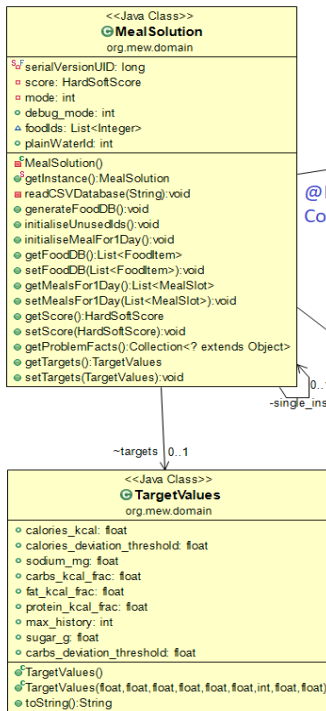 <<Java Class>>
MealSolution
org.mew.domain
serialVersionUID: long
score: HardSoftScore
mode: int
debug_mode: int
foodIds: List<Integer>
plainWaterId: int
MealSolution()
getInstance():MealSolution
readCSVDatabase(String):void
generateFoodDB():void
initialiseUnusedIds():void
initialiseMealFor1Day():void
getFoodDB():List<FoodItem>
setFoodDB(List<FoodItem>):void
getMealsFor1Day():List<MealSlot>
setMealsFor1Day(List<MealSlot>):void
getScore():HardSoftScore
setScore(HardSoftScore):void
getProblemFacts():Collection<? extends Object>
getTargets():TargetValues
setTargets(TargetValues):void
0..
-single_ins
~targets 0..1
<<Java Class>>
TargetValues
org.mew.domain
calories_kcal: float
calories_deviation_threshold: float
sodium_mg: float
carbs_kcal_frac: float
fat_kcal_frac: float
protein_kcal_frac: float
max_history: int
sugar_g: float
carbs_deviation_threshold: float
TargetValues()
TargetValues(float,float,float,float,float,float,int,float,float)
toString():String